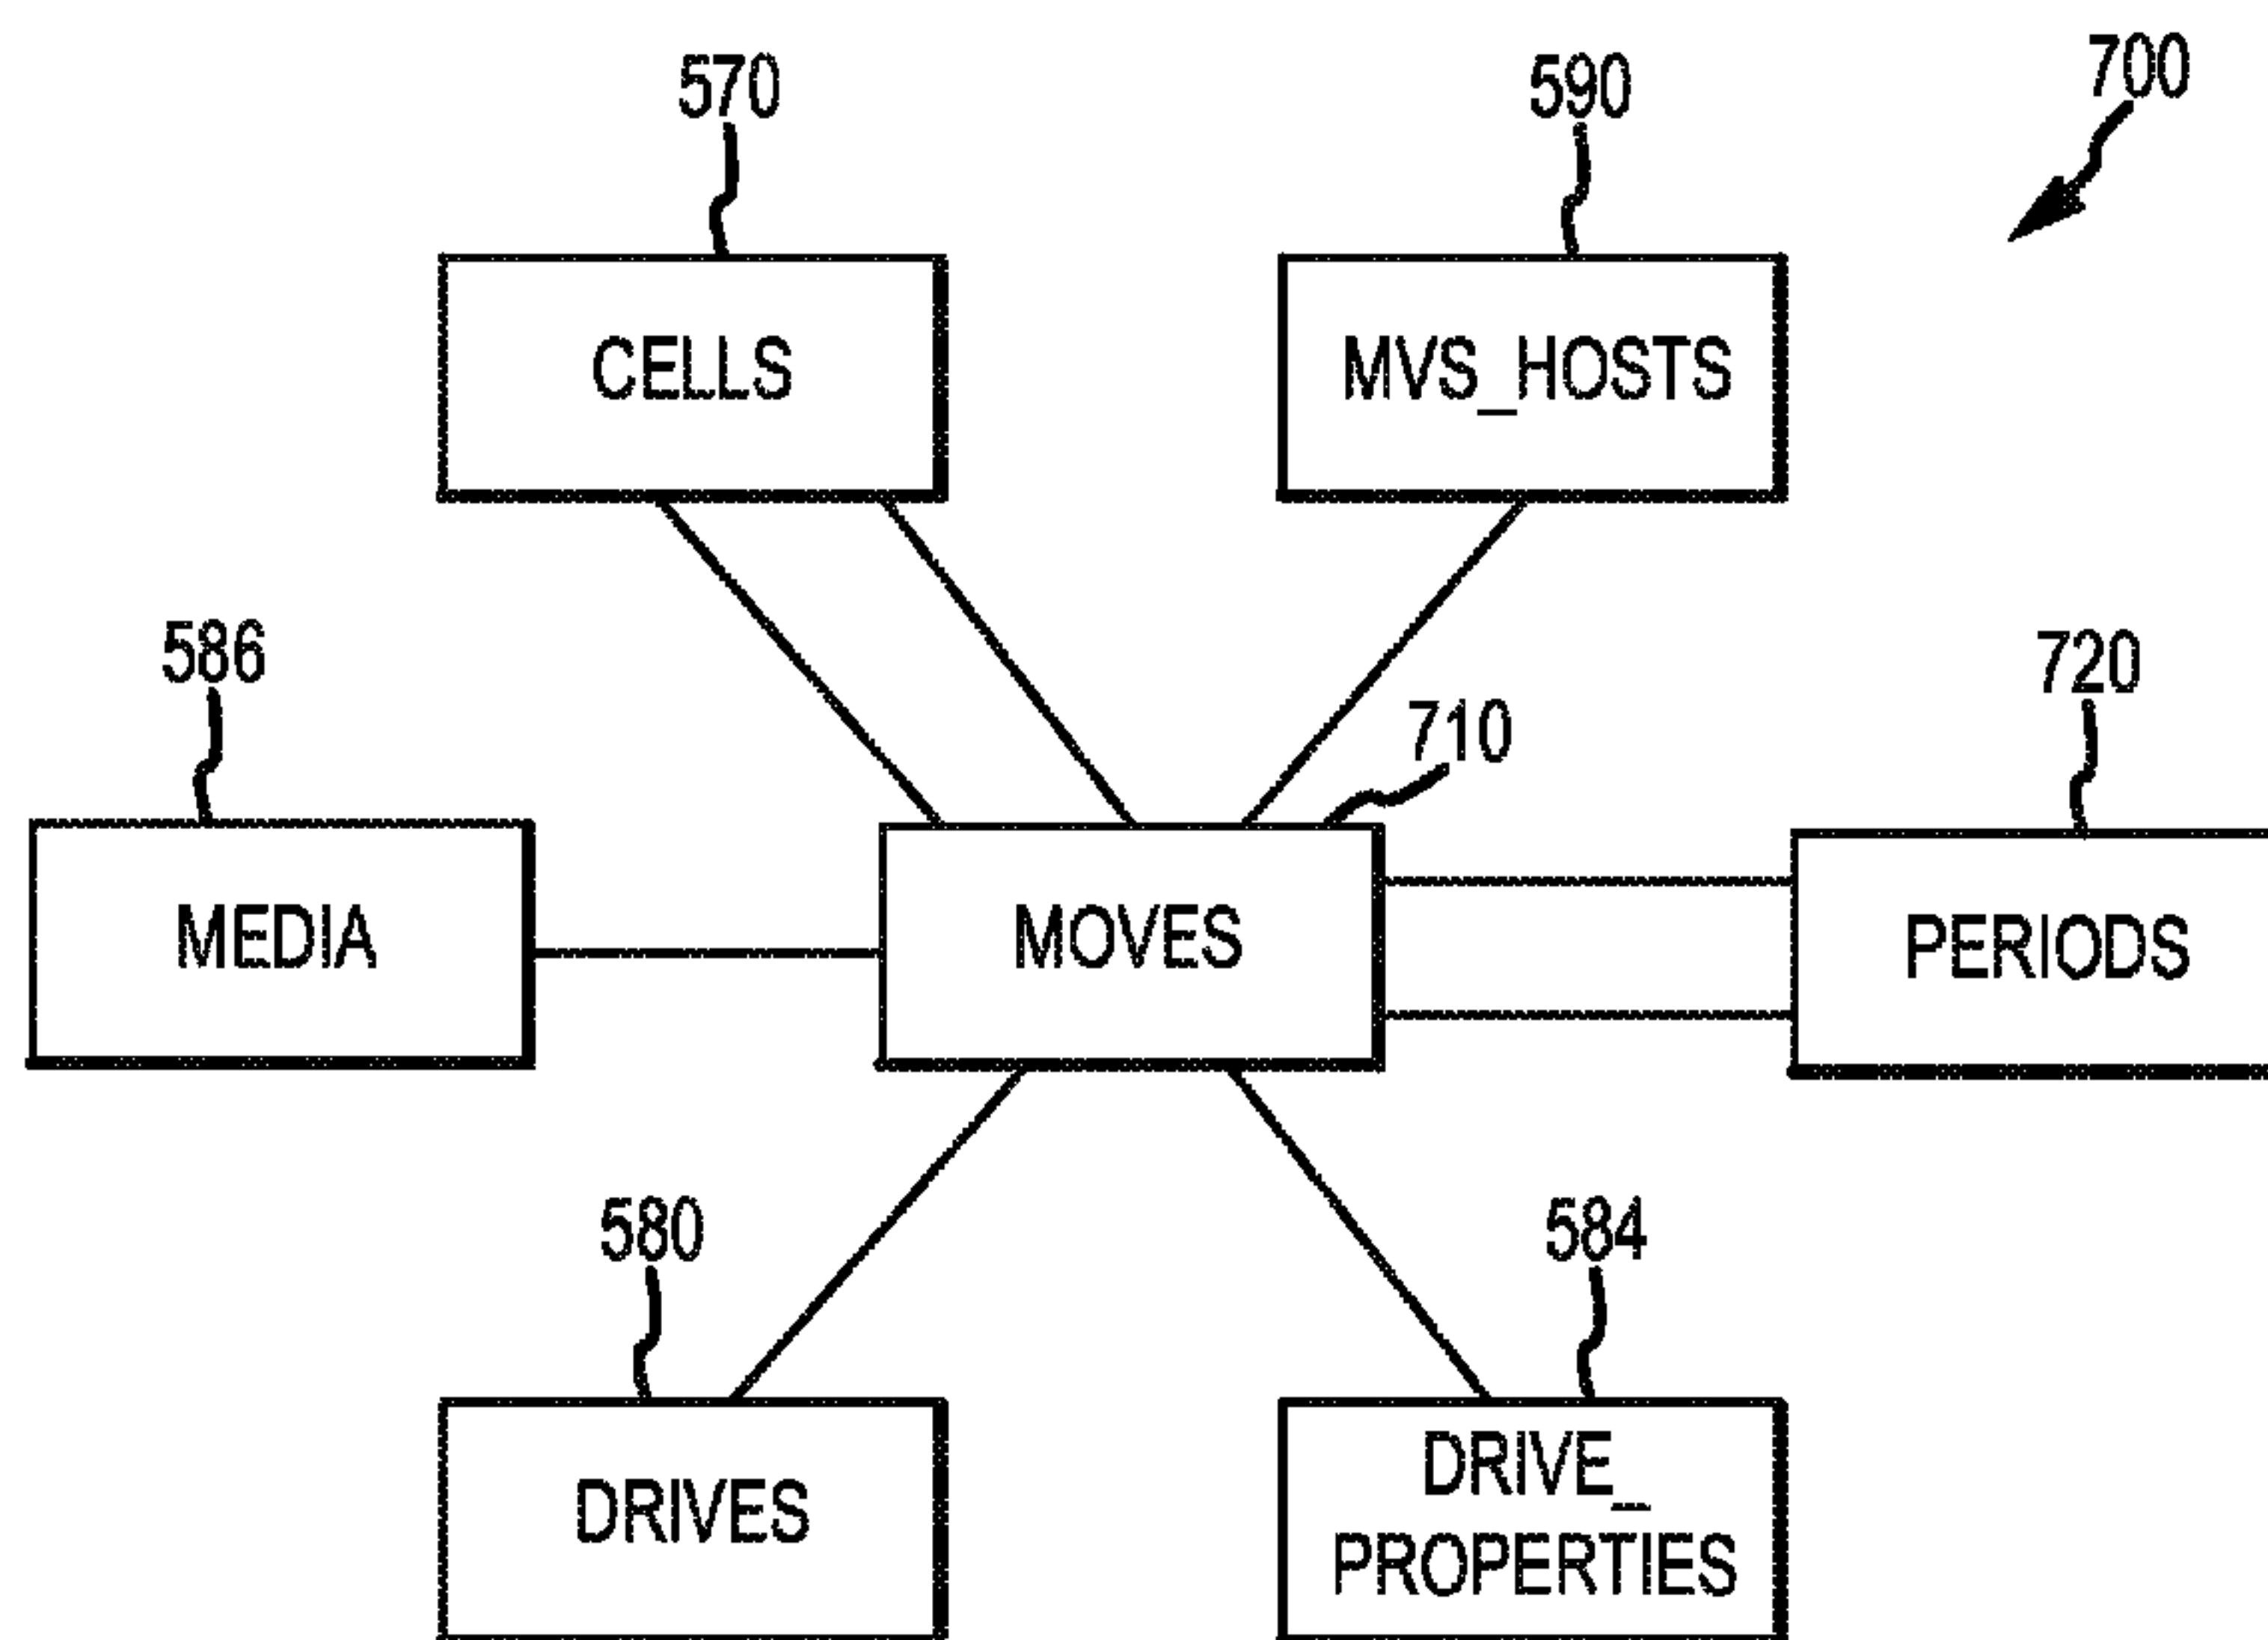 700
570
590
CELLS
MVS_HOSTS
586
720
710
MEDIA
MOVES
PERIODS
580
584
DRIVES
DRIVE_
PROPERTIES